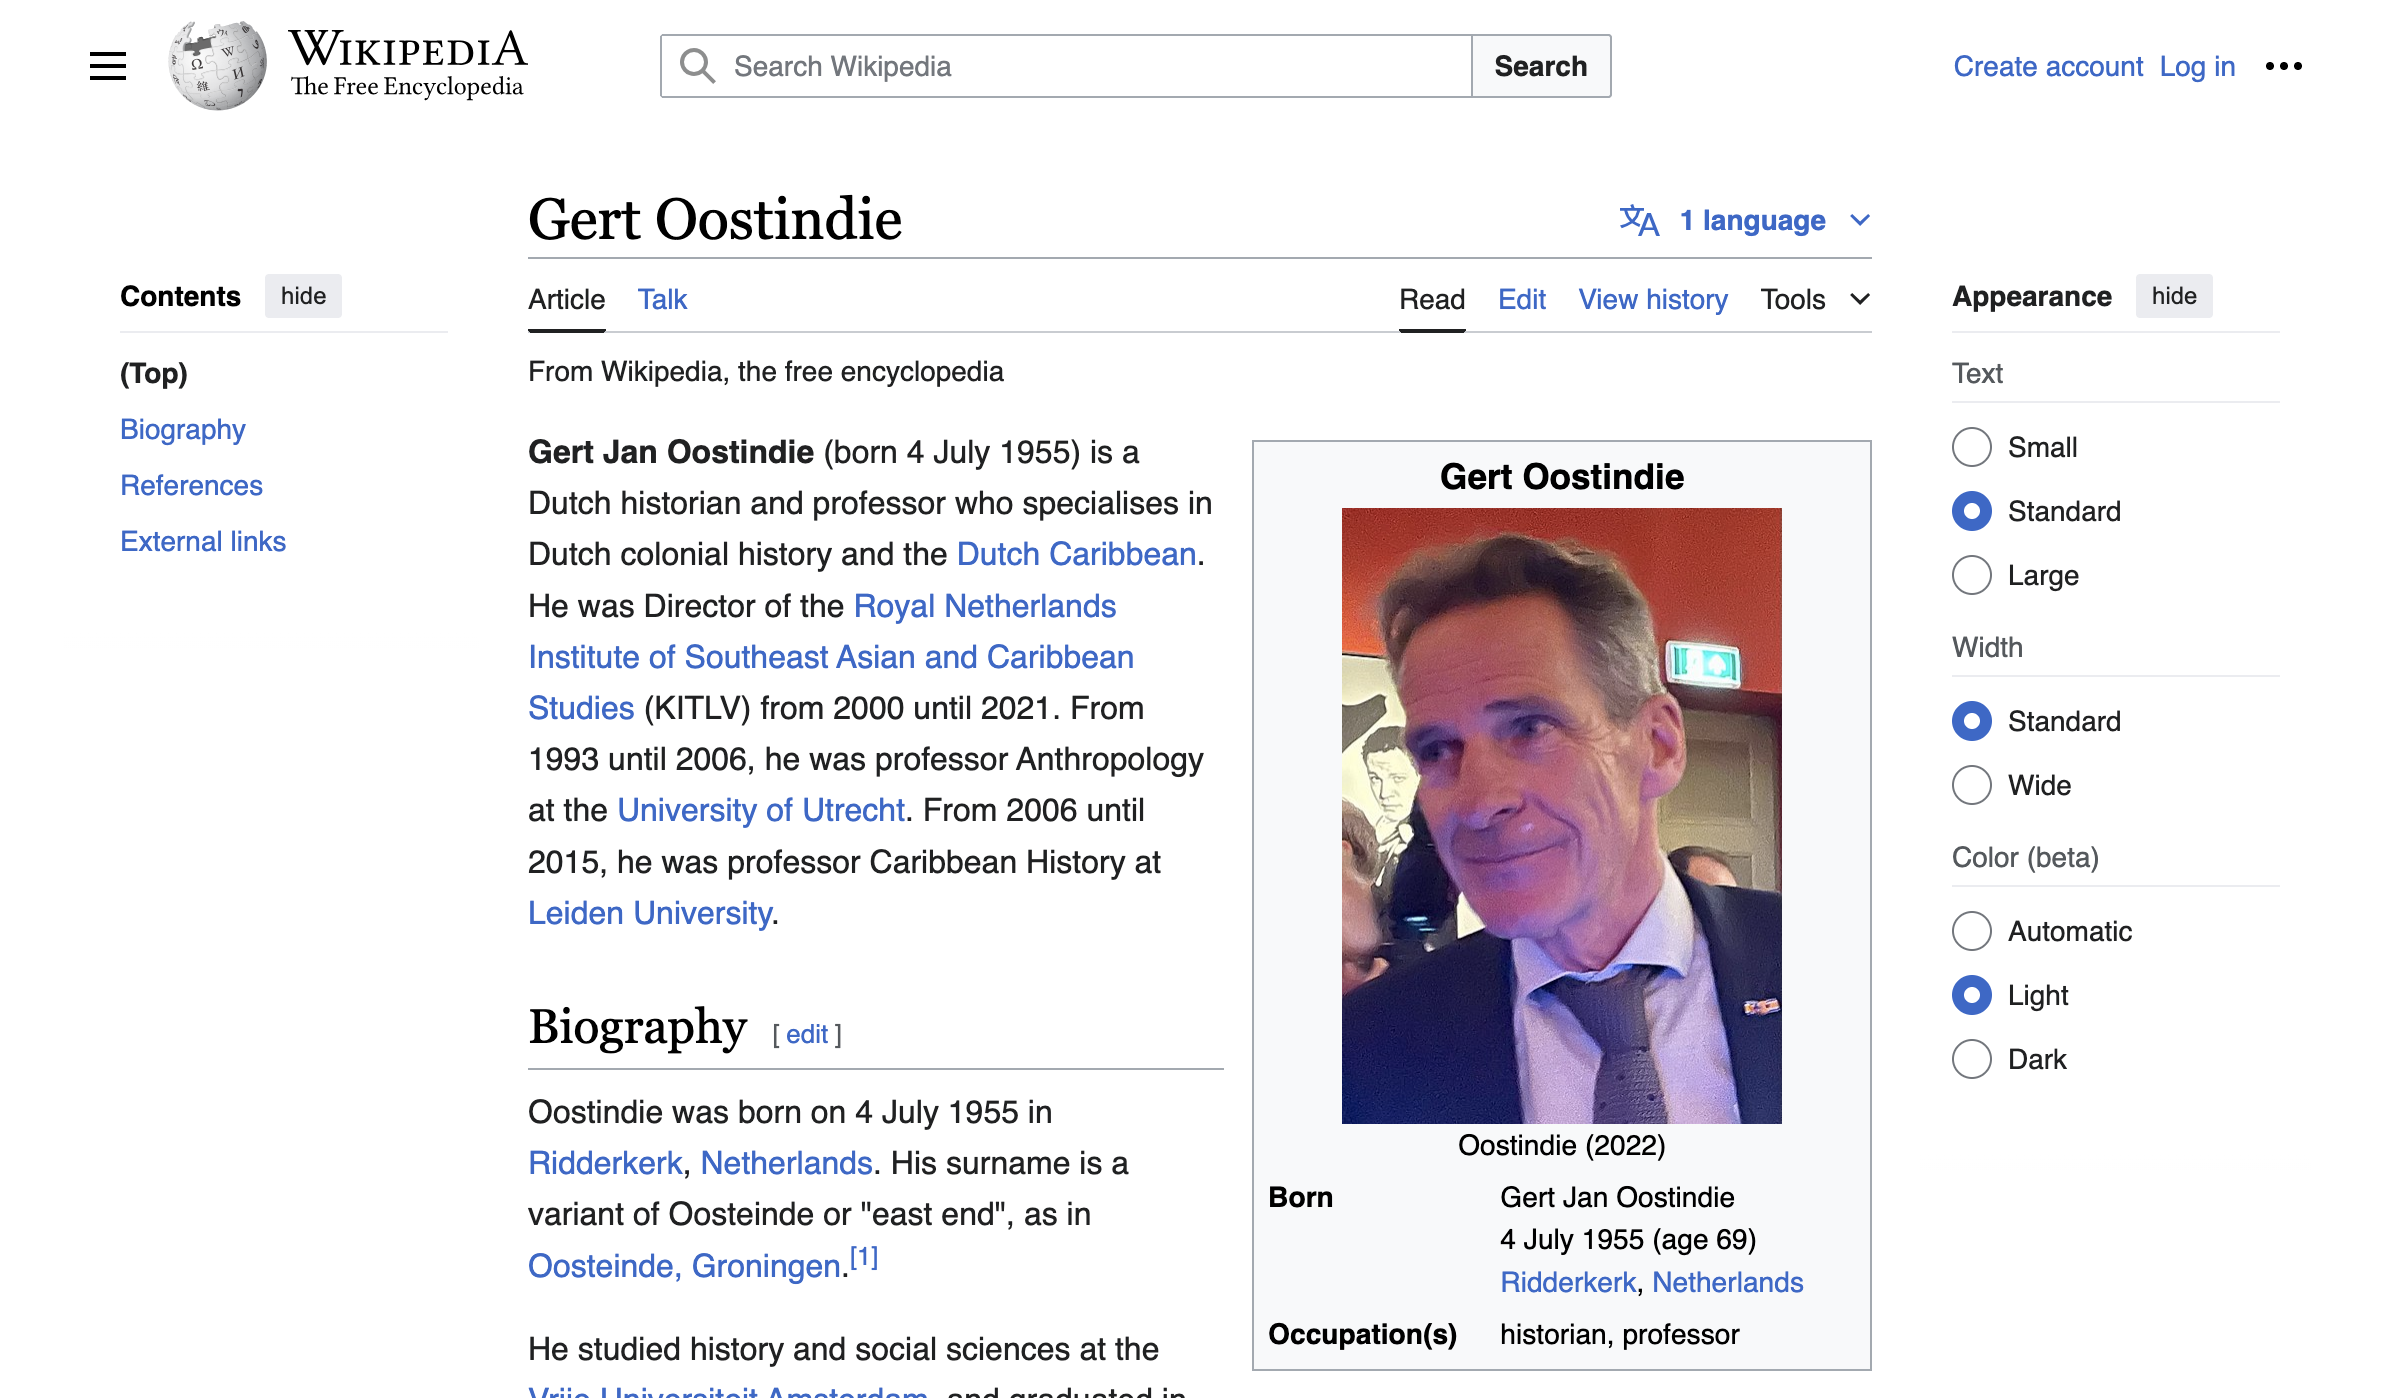 WIKIPEDIA
The Free Encyclopedia
Search Wikipedia
Search
Create account Log in
Gert Oostindie
1 language
Contents hide
(Top)
Biography
References
External links
Article Talk
Read Edit View history Tools
From Wikipedia, the free encyclopedia
Gert Jan Oostindie (born 4 July 1955) is a
Dutch historian and professor who specialises in
Dutch colonial history and the Dutch Caribbean.
He was Director of the Royal Netherlands
Institute of Southeast Asian and Caribbean
Studies (KITLV) from 2000 until 2021. From
1993 until 2006, he was professor Anthropology
at the University of Utrecht. From 2006 until
2015, he was professor Caribbean History at
Leiden University.
Biography [ edit ]
Oostindie was born on 4 July 1955 in
Ridderkerk, Netherlands. His surname is a
variant of Oosteinde or "east end", as in
Oosteinde, Groningen.[1]
He studied history and social sciences at the
Vrije Universiteit Amsterdam, and graduated in
Gert Oostindie
Oostindie (2022)
Born Gert Jan Oostindie
4 July 1955 (age 69)
Ridderkerk, Netherlands
Occupation(s) historian, professor
Appearance hide
Text
Small
Standard
Large
Width
Standard
Wide
Color (beta)
Automatic
Light
Dark